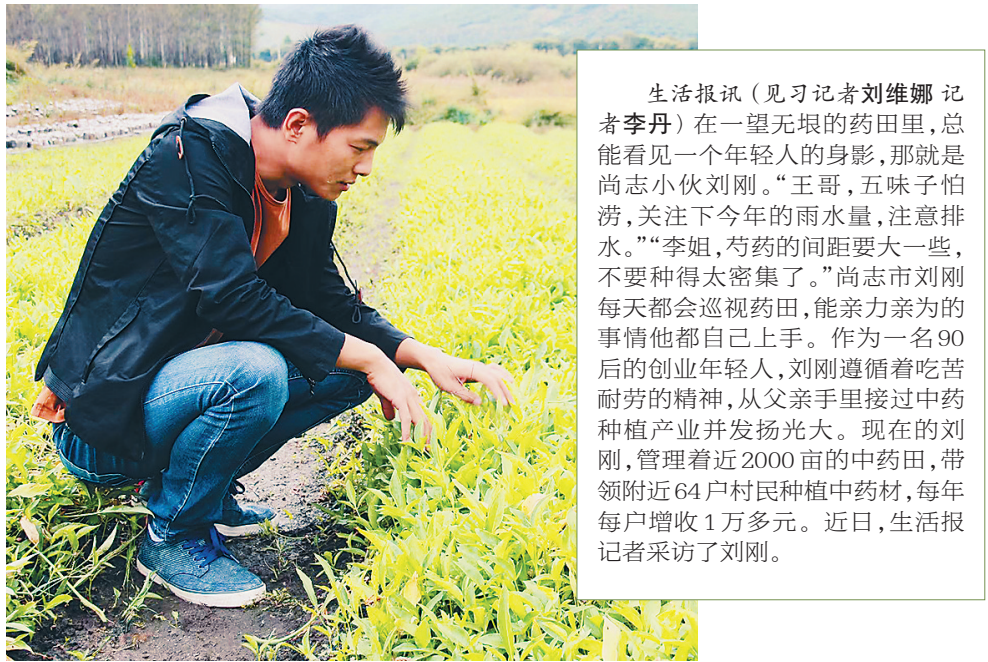 生活报讯（见习记者刘维娜 记
者李丹）在一望无垠的药田里，总
能看见一个年轻人的身影，那就是
尚志小伙刘刚。“王哥，五味子怕
涝，关注下今年的雨水量，注意排
水。”“李姐，芍药的间距要大一些，
不要种得太密集了。”尚志市刘刚
每天都会巡视药田，能亲力亲为的
事情他都自己上手。作为一名90
后的创业年轻人，刘刚遵循着吃苦
耐劳的精神，从父亲手里接过中药
种植产业并发扬光大。现在的刘
刚，管理着近2000亩的中药田，带
领附近64户村民种植中药材，每年
每户增收1万多元。近日，生活报
记者采访了刘刚。